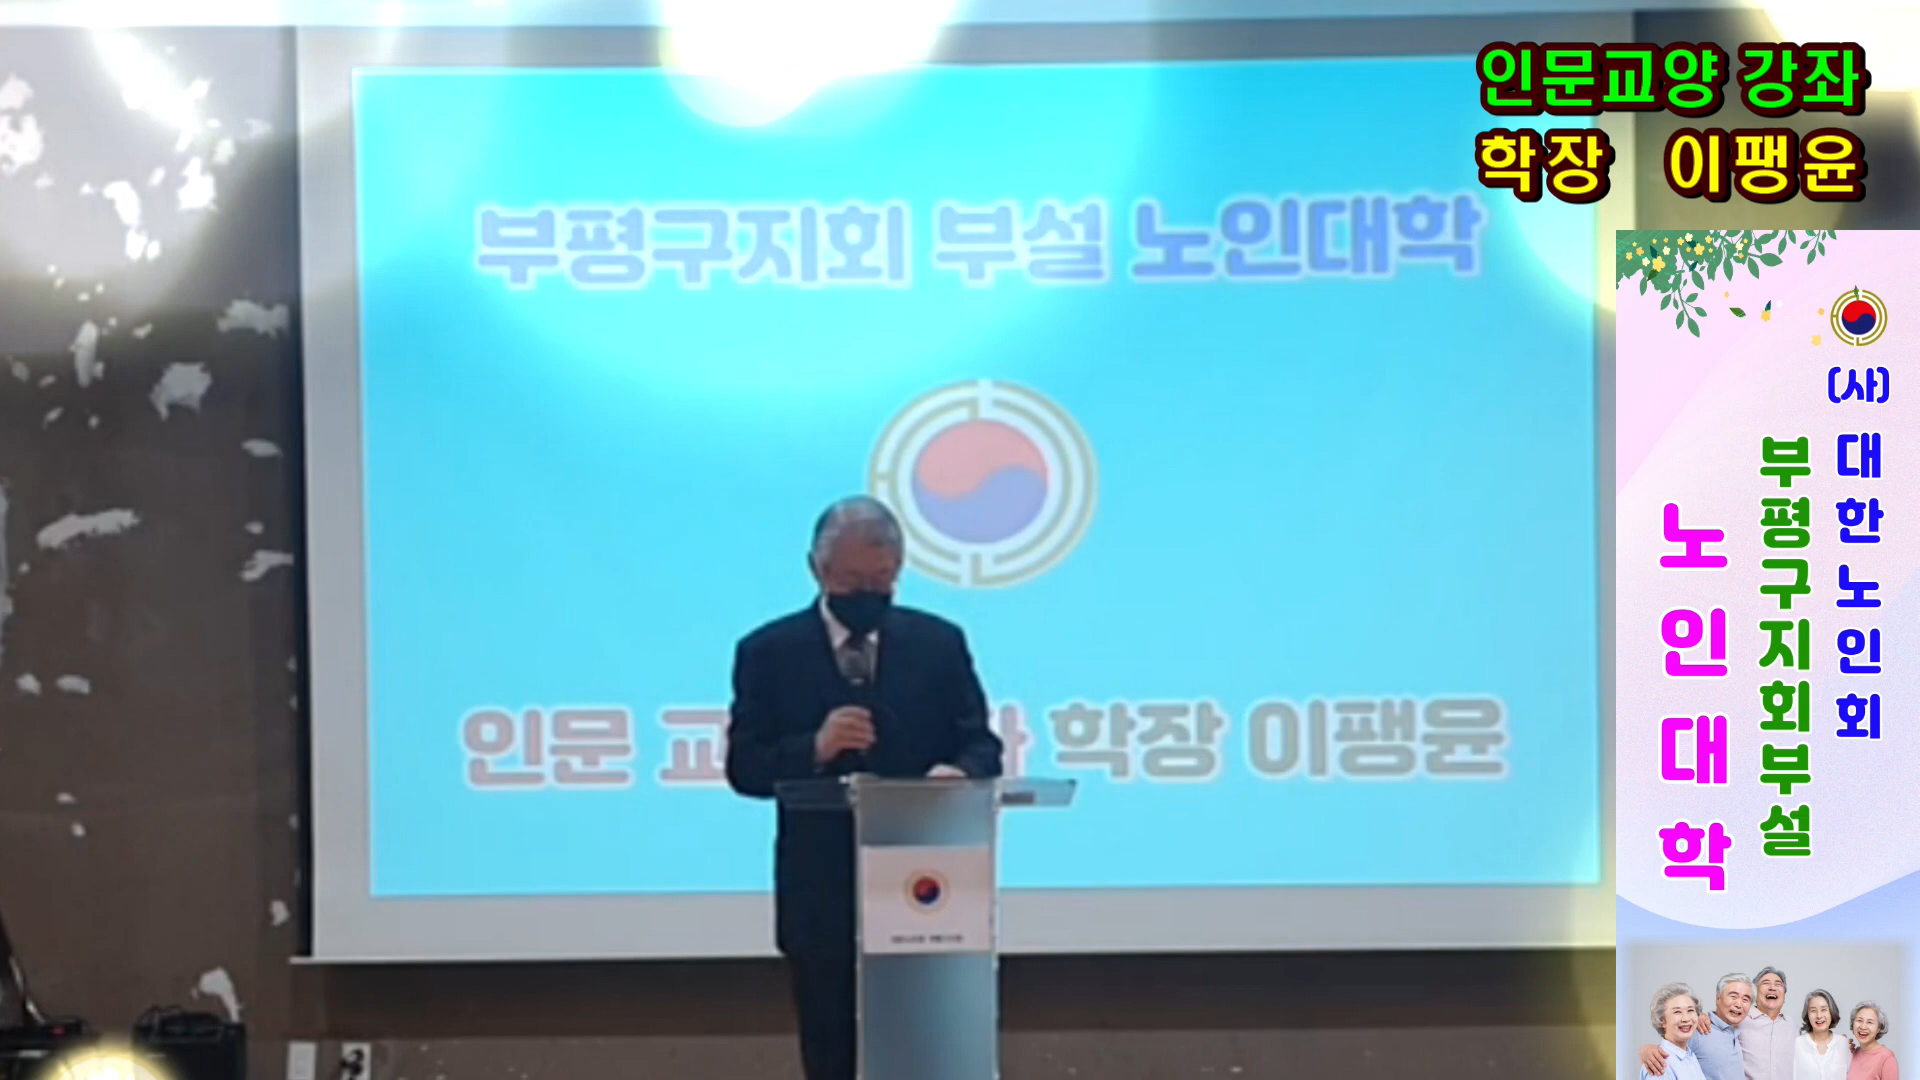 인문교양 강좌
학장 이팽윤
부평구지회 부설 노인대학
인문 교 학장 이팽윤
(사) 대한노인회
부평구지회부설
노인대학